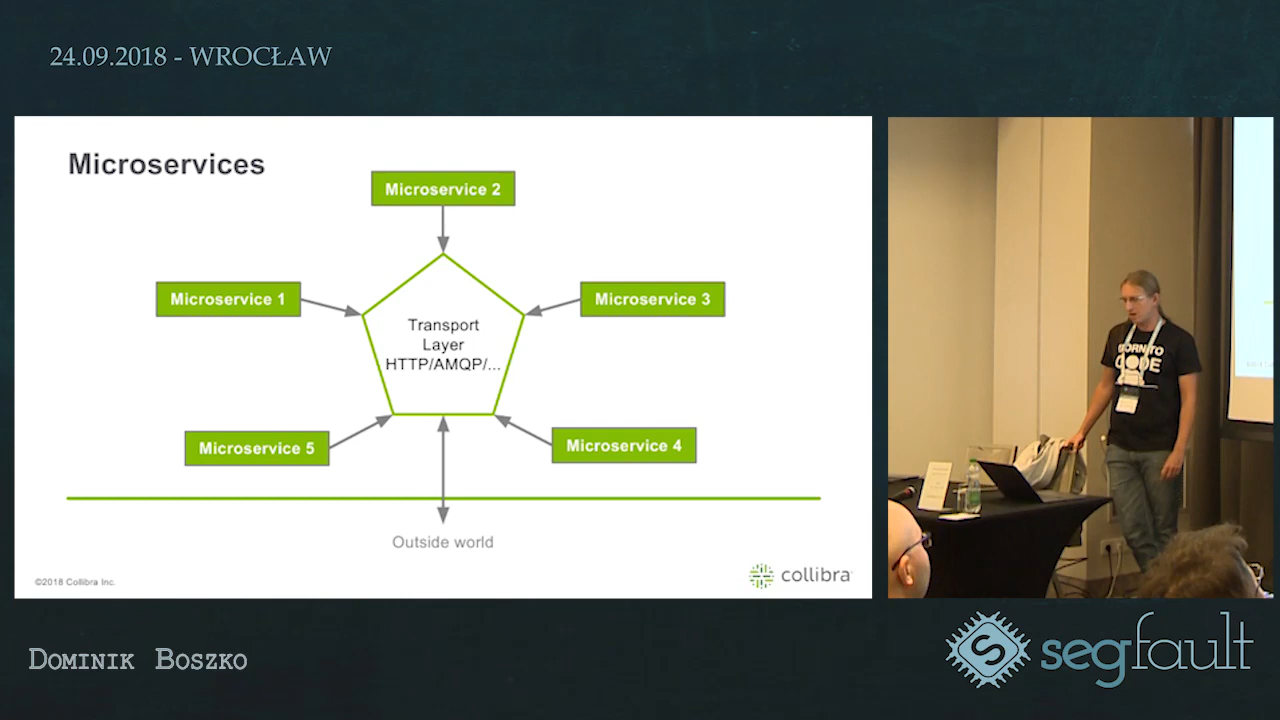 24.09.2018 - WROCŁAW
Microservices
Microservice 2
Microservice 1
Microservice 3
Transport
Layer
HTTP/AMQP/...
Microservice 5
Microservice 4
Outside world
©2018 Collibra Inc.
collibra
BORN TO
CODE
Dominik Boszko
segfault